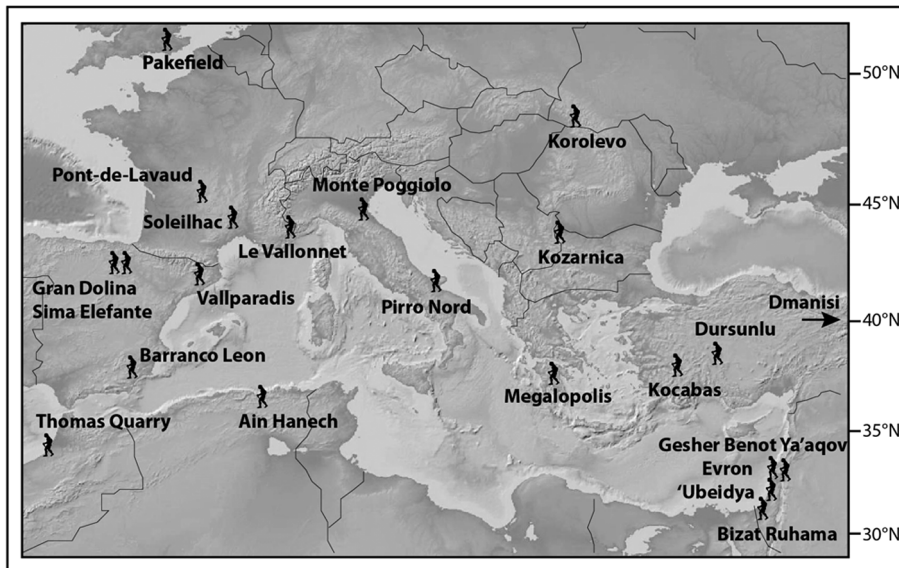 Pakefield
50°N
Korolevo
Pont-de-Lavaud
Monte Poggiolo
45°N
Soleilhac
Le Vallonnet
Kozarnica
Gran Dolina
Sima Elefante
Vallparadis
Pirro Nord
Dmanisi
40°N
Dursunlu
Barranco Leon
Megalopolis
Kocabas
Thomas Quarry
Ain Hanech
35°N
Gesher Benot Ya'aqov
Evron
'Ubeidya
Bizat Ruhama
30°N